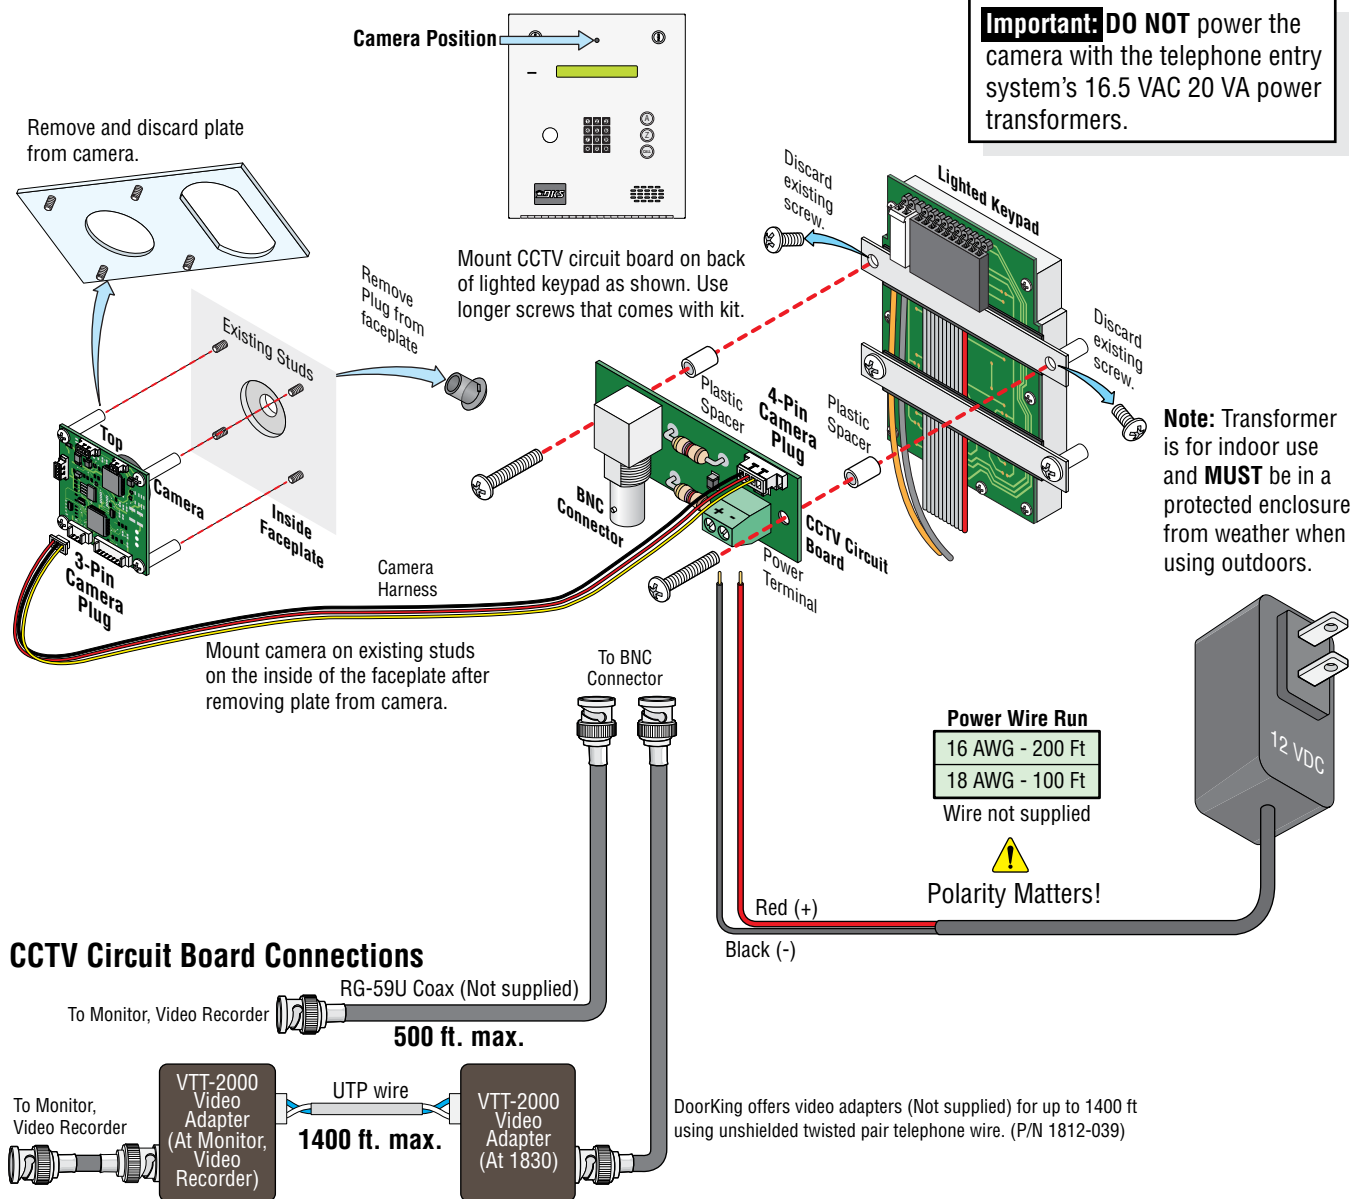 Camera Position
Important: DO NOT power the
camera with the telephone entry
system's 16.5 VAC 20 VA power
transformers.
Remove and discard plate
from camera.
A
Z
CALL
Discard
existing
screw.
Lighted Keypad
Mount CCTV circuit board on back
of lighted keypad as shown. Use
longer screws that comes with kit.
Remove
Plug from
faceplate
Existing Studs
Discard
existing
screw.
Plastic
Spacer
4-Pin
Camera
Plug
Plastic
Spacer
Note: Transformer
is for indoor use
and MUST be in a
protected enclosure
from weather when
using outdoors.
Top
Camera
Inside
Faceplate
BNC
Connector
+ -
CCTV Circuit
Board
Power
Terminal
3-Pin
Camera
Plug
Camera
Harness
Mount camera on existing studs
on the inside of the faceplate after
removing plate from camera.
To BNC
Connector
Power Wire Run
16 AWG - 200 Ft
18 AWG - 100 Ft
Wire not supplied
12 VDC
Polarity Matters!
Red (+)
Black (-)
CCTV Circuit Board Connections
RG-59U Coax (Not supplied)
To Monitor, Video Recorder
500 ft. max.
VTT-2000
Video
Adapter
(At Monitor,
Video
Recorder)
UTP wire
1400 ft. max.
VTT-2000
Video
Adapter
(At 1830)
To Monitor,
Video Recorder
DoorKing offers video adapters (Not supplied) for up to 1400 ft
using unshielded twisted pair telephone wire. (P/N 1812-039)